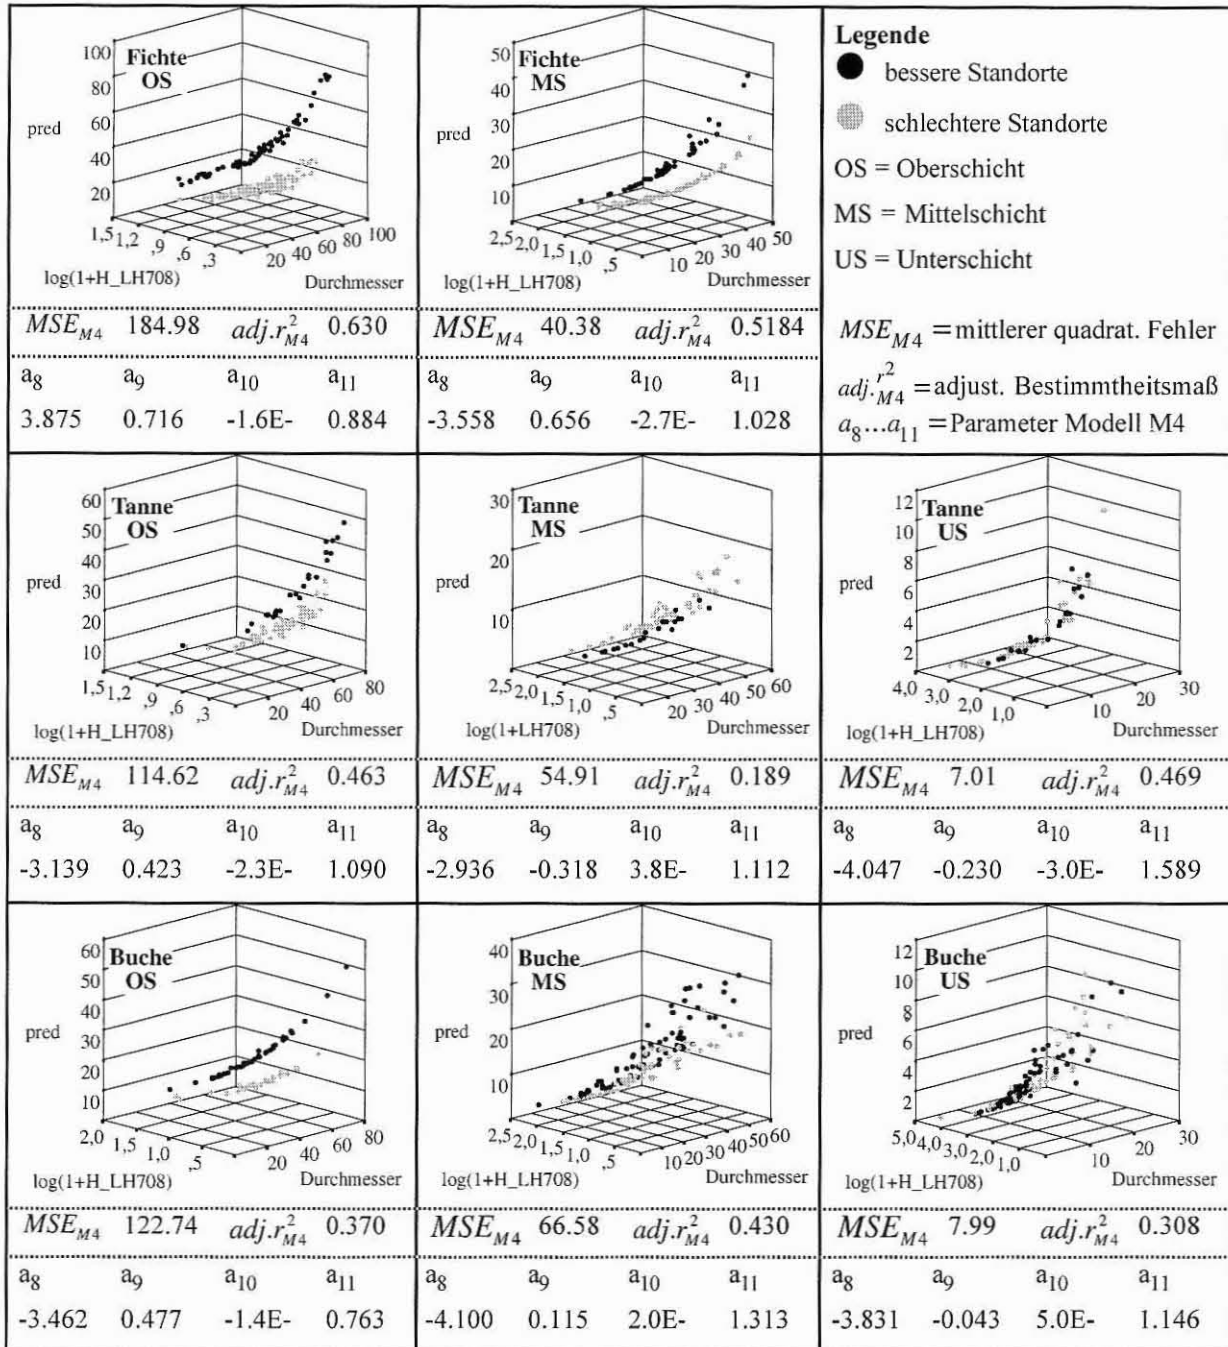 Fichte
OS
pred
100
80
60
40
20
1,5 1,2 ,9 ,6 ,3
20 40 60 80 100
log(1+H_LH708)
Durchmesser
MSE_M4 184.98 adj.r²_M4 0.630
a8 a9 a10 a11
3.875 0.716 -1.6E- 0.884
Fichte
MS
pred
50
40
30
20
10
2,5 2,0 1,5 1,0 ,5
10 20 30 40 50
log(1+H_LH708)
Durchmesser
MSE_M4 40.38 adj.r²_M4 0.5184
a8 a9 a10 a11
-3.558 0.656 -2.7E- 1.028
Legende
bessere Standorte
schlechtere Standorte
OS = Oberschicht
MS = Mittelschicht
US = Unterschicht
MSE_M4 = mittlerer quadrat. Fehler
adj.r²_M4 = adjust. Bestimmtheitsmaß
a8...a11 = Parameter Modell M4
Tanne
OS
pred
60
50
40
30
20
10
1,5 1,2 ,9 ,6 ,3
20 40 60 80
log(1+H_LH708)
Durchmesser
MSE_M4 114.62 adj.r²_M4 0.463
a8 a9 a10 a11
-3.139 0.423 -2.3E- 1.090
Tanne
MS
pred
30
20
10
2,5 2,0 1,5 1,0 ,5
20 30 40 50 60
log(1+LH708)
Durchmesser
MSE_M4 54.91 adj.r²_M4 0.189
a8 a9 a10 a11
-2.936 -0.318 3.8E- 1.112
Tanne
US
pred
12
10
8
6
4
2
4,0 3,0 2,0 1,0
10 20 30
log(1+H_LH708)
Durchmesser
MSE_M4 7.01 adj.r²_M4 0.469
a8 a9 a10 a11
-4.047 -0.230 -3.0E- 1.589
Buche
OS
pred
60
50
40
30
20
10
2,0 1,5 1,0 ,5
20 40 60 80
log(1+H_LH708)
Durchmesser
MSE_M4 122.74 adj.r²_M4 0.370
a8 a9 a10 a11
-3.462 0.477 -1.4E- 0.763
Buche
MS
pred
40
30
20
10
2,5 2,0 1,5 1,0 ,5
10 20 30 40 50 60
log(1+H_LH708)
Durchmesser
MSE_M4 66.58 adj.r²_M4 0.430
a8 a9 a10 a11
-4.100 0.115 2.0E- 1.313
Buche
US
pred
12
10
8
6
4
2
5,0 4,0 3,0 2,0 1,0
10 20 30
log(1+H_LH708)
Durchmesser
MSE_M4 7.99 adj.r²_M4 0.308
a8 a9 a10 a11
-3.831 -0.043 5.0E- 1.146